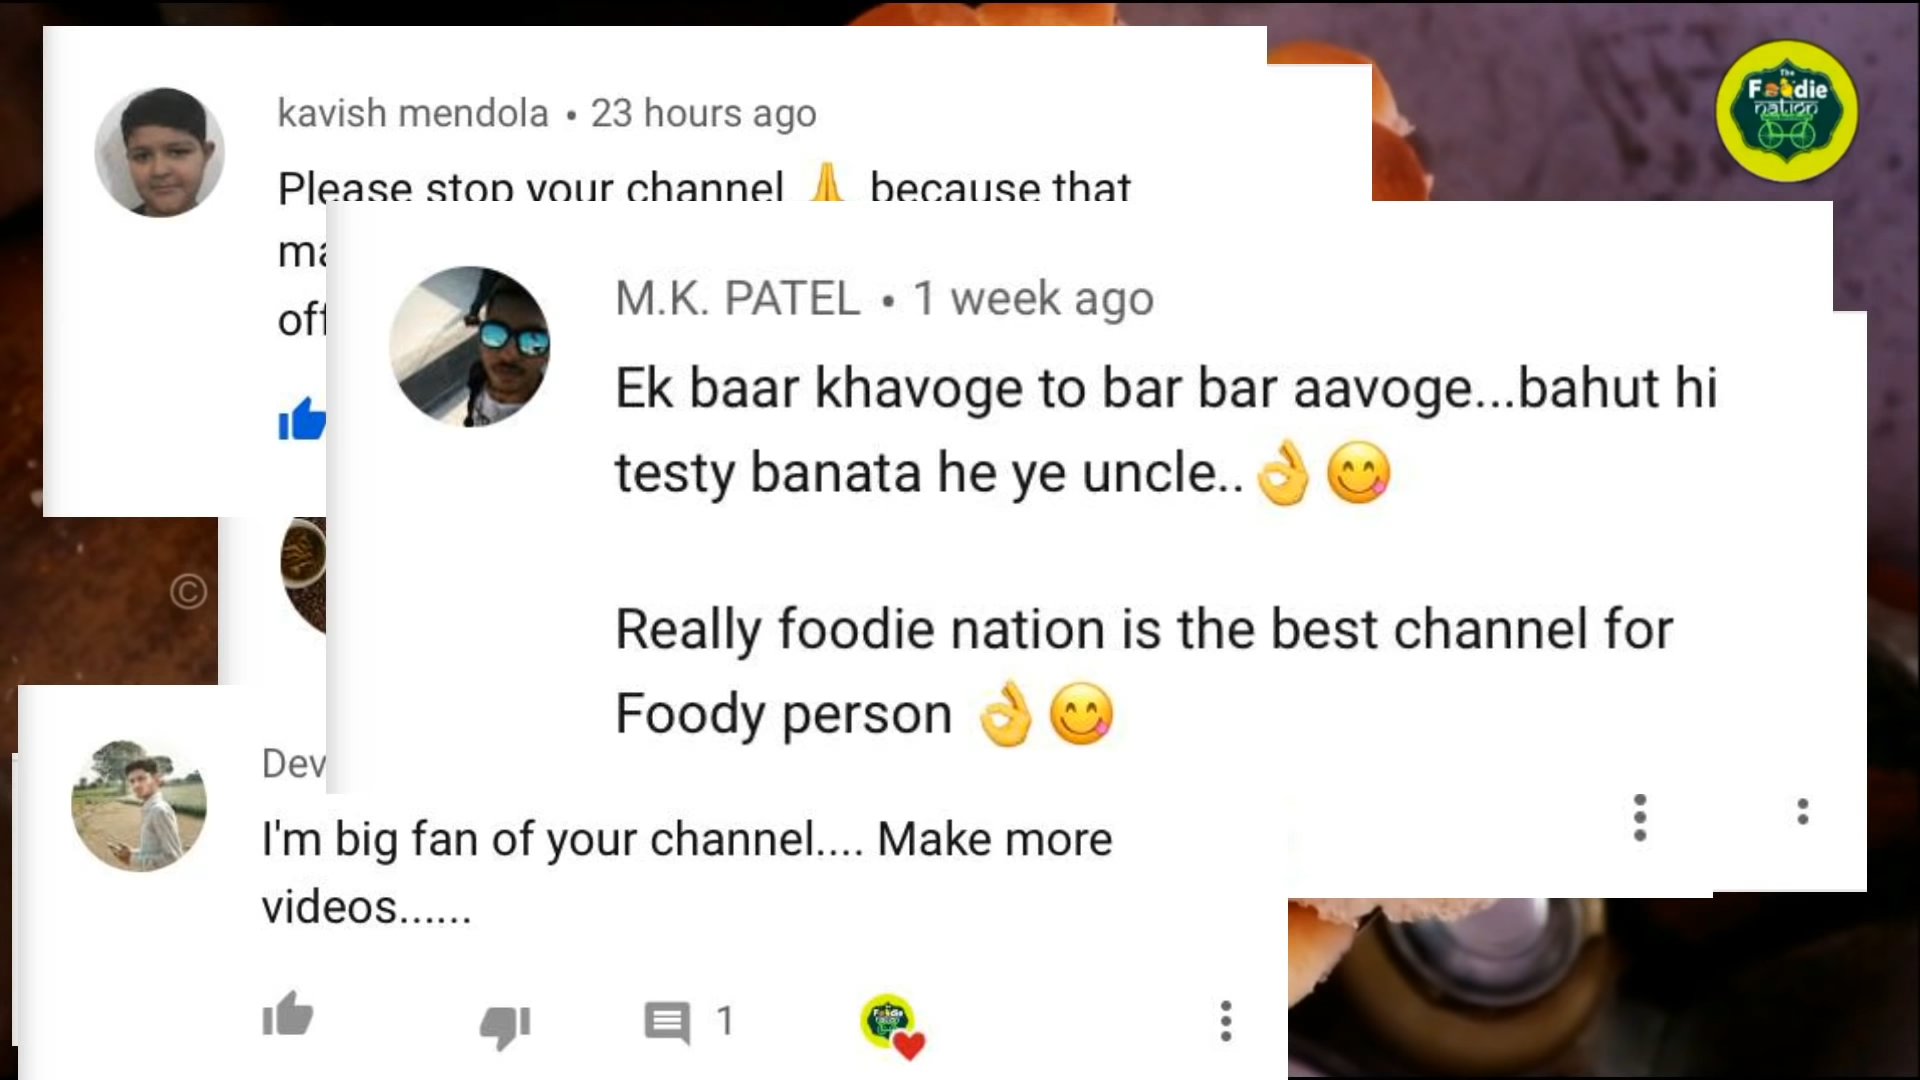 The
Foodie
nation
kavish mendola • 23 hours ago
Please stop your channel 🙏 because that
M.K. PATEL • 1 week ago
Ek baar khavoge to bar bar aavoge...bahut hi
testy banata he ye uncle..👌😋
Really foodie nation is the best channel for
Foody person 👌😋
©
Dev
I'm big fan of your channel.... Make more
videos......
1